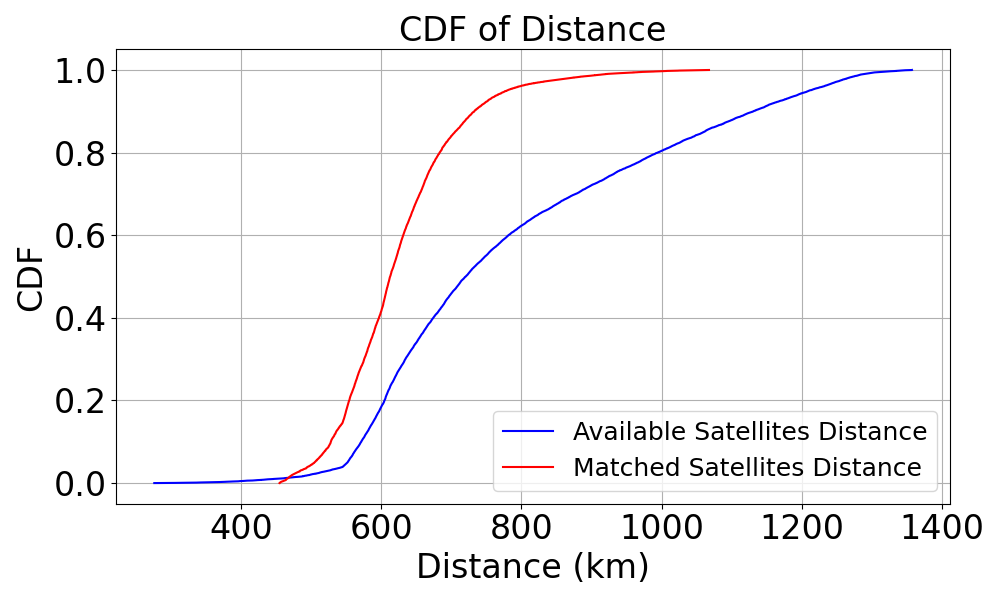 CDF of Distance
1.0
0.8
0.6
0.4
0.2
0.0
CDF
Available Satellites Distance
Matched Satellites Distance
400 600 800 1000 1200 1400
Distance (km)